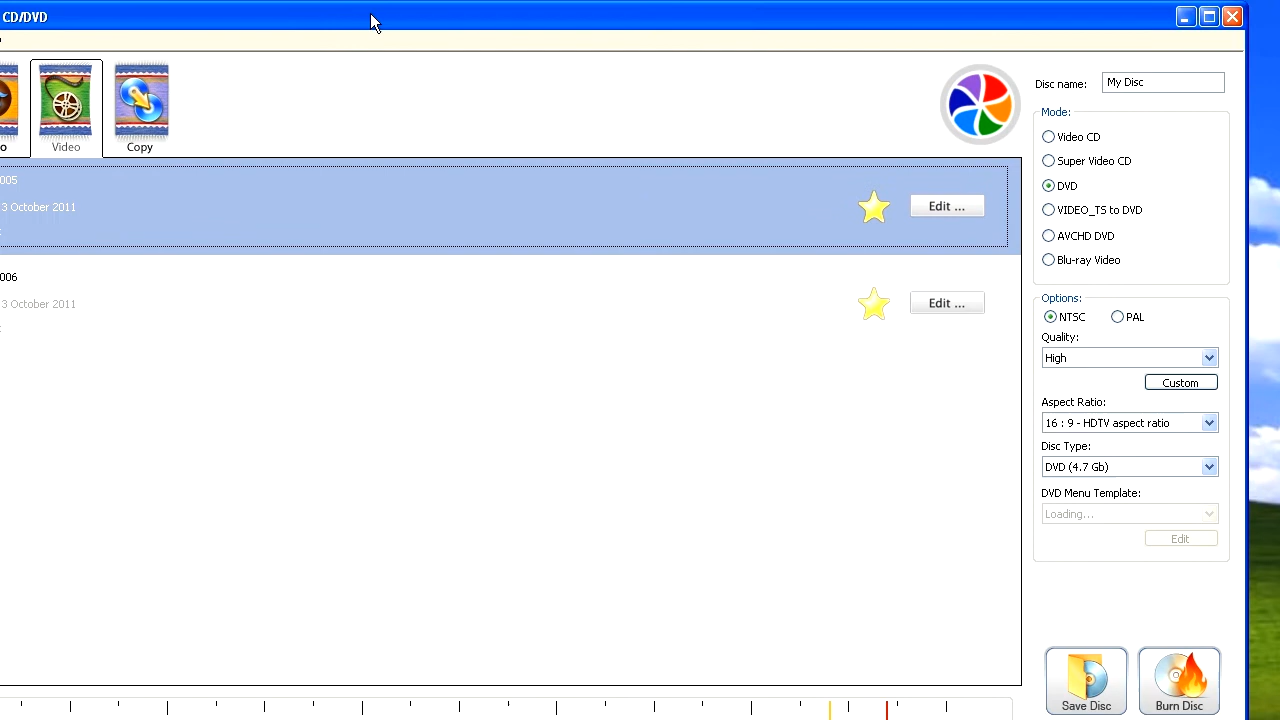 CD/DVD
o
Video
Copy
Disc name:
My Disc
Mode:
Video CD
Super Video CD
DVD
VIDEO_TS to DVD
AVCHD DVD
Blu-ray Video
005
3 October 2011
Edit ...
006
3 October 2011
Edit ...
Options:
NTSC
PAL
Quality:
High
Custom
Aspect Ratio:
16 : 9 - HDTV aspect ratio
Disc Type:
DVD (4.7 Gb)
DVD Menu Template:
Loading...
Edit
Save Disc
Burn Disc